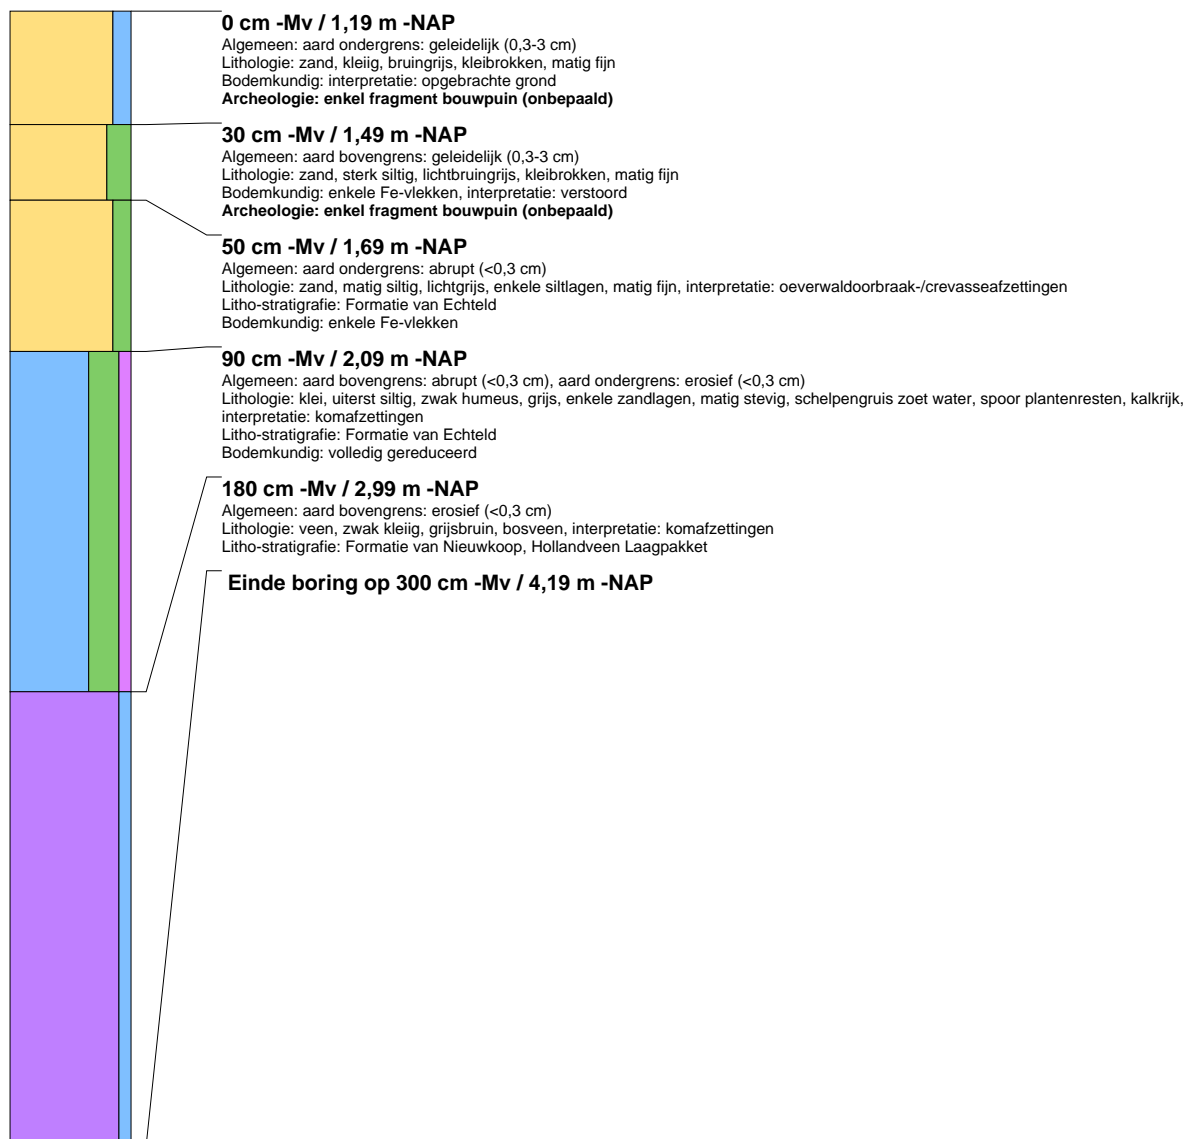 0 cm -Mv / 1,19 m -NAP
Algemeen: aard ondergrens: geleidelijk (0,3-3 cm)
Lithologie: zand, kleiig, bruingrijs, kleibrokken, matig fijn
Bodemkundig: interpretatie: opgebrachte grond
Archeologie: enkel fragment bouwpuin (onbepaald)
30 cm -Mv / 1,49 m -NAP
Algemeen: aard bovengrens: geleidelijk (0,3-3 cm)
Lithologie: zand, sterk siltig, lichtbruingrijs, kleibrokken, matig fijn
Bodemkundig: enkele Fe-vlekken, interpretatie: verstoord
Archeologie: enkel fragment bouwpuin (onbepaald)
50 cm -Mv / 1,69 m -NAP
Algemeen: aard ondergrens: abrupt (<0,3 cm)
Lithologie: zand, matig siltig, lichtgrijs, enkele siltlagen, matig fijn, interpretatie: oeverwaldoorbraak-/crevasseafzettingen
Litho-stratigrafie: Formatie van Echteld
Bodemkundig: enkele Fe-vlekken
90 cm -Mv / 2,09 m -NAP
Algemeen: aard bovengrens: abrupt (<0,3 cm), aard ondergrens: erosief (<0,3 cm)
Lithologie: klei, uiterst siltig, zwak humeus, grijs, enkele zandlagen, matig stevig, schelpengruis zoet water, spoor plantenresten, kalkrijk,
interpretatie: komafzettingen
Litho-stratigrafie: Formatie van Echteld
Bodemkundig: volledig gereduceerd
180 cm -Mv / 2,99 m -NAP
Algemeen: aard bovengrens: erosief (<0,3 cm)
Lithologie: veen, zwak kleiig, grijsbruin, bosveen, interpretatie: komafzettingen
Litho-stratigrafie: Formatie van Nieuwkoop, Hollandveen Laagpakket
Einde boring op 300 cm -Mv / 4,19 m -NAP